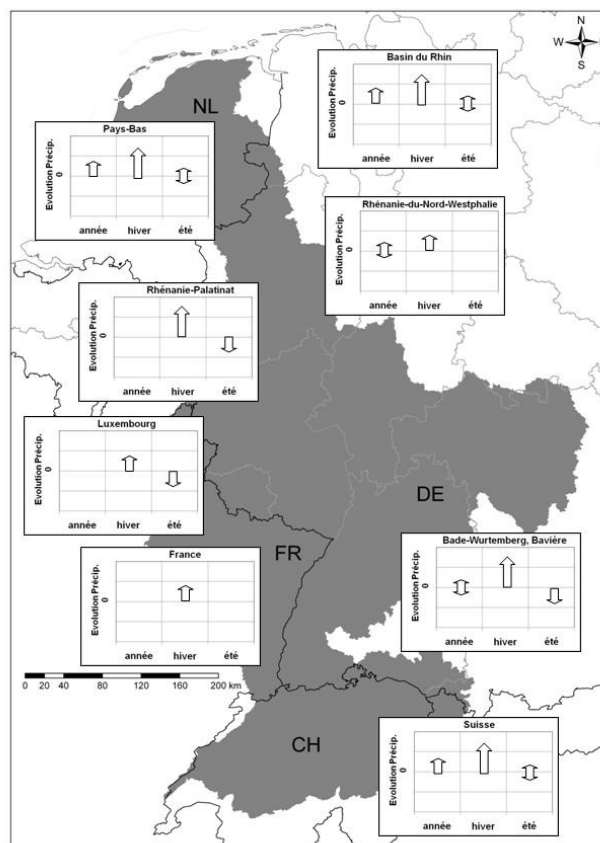 N
W E
S
Basin du Rhin
Evolution Précip.
0
année hiver été
NL
Pays-Bas
Evolution Précip.
0
année hiver été
Rhénanie-du-Nord-Westphalie
Evolution Précip.
0
année hiver été
Rhénanie-Palatinat
Evolution Précip.
0
année hiver été
Luxembourg
Evolution Précip.
0
année hiver été
DE
Bade-Wurtemberg, Bavière
Evolution Précip.
0
année hiver été
FR
France
Evolution Précip.
0
année hiver été
0 20 40 80 120 160 200 km
CH
Suisse
Evolution Précip.
0
année hiver été